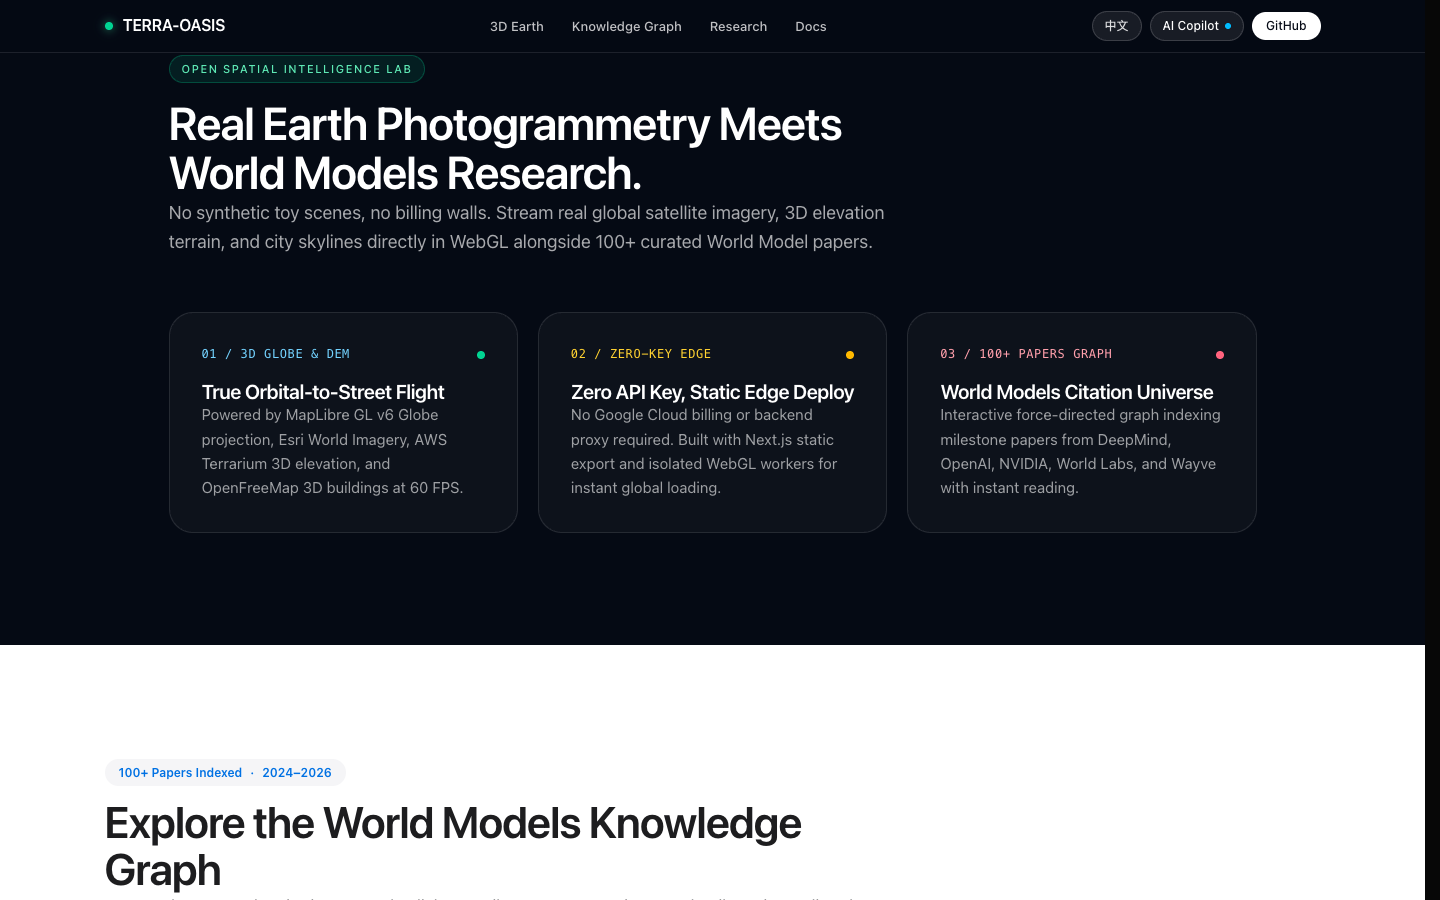 TERRA-OASIS
3D Earth
Knowledge Graph
Research
Docs
中文
AI Copilot
GitHub
OPEN SPATIAL INTELLIGENCE LAB
Real Earth Photogrammetry Meets
World Models Research.
No synthetic toy scenes, no billing walls. Stream real global satellite imagery, 3D elevation
terrain, and city skylines directly in WebGL alongside 100+ curated World Model papers.
01 / 3D GLOBE & DEM
True Orbital-to-Street Flight
Powered by MapLibre GL v6 Globe
projection, Esri World Imagery, AWS
Terrarium 3D elevation, and
OpenFreeMap 3D buildings at 60 FPS.
02 / ZERO-KEY EDGE
Zero API Key, Static Edge Deploy
No Google Cloud billing or backend
proxy required. Built with Next.js static
export and isolated WebGL workers for
instant global loading.
03 / 100+ PAPERS GRAPH
World Models Citation Universe
Interactive force-directed graph indexing
milestone papers from DeepMind,
OpenAI, NVIDIA, World Labs, and Wayve
with instant reading.
100+ Papers Indexed · 2024–2026
Explore the World Models Knowledge
Graph